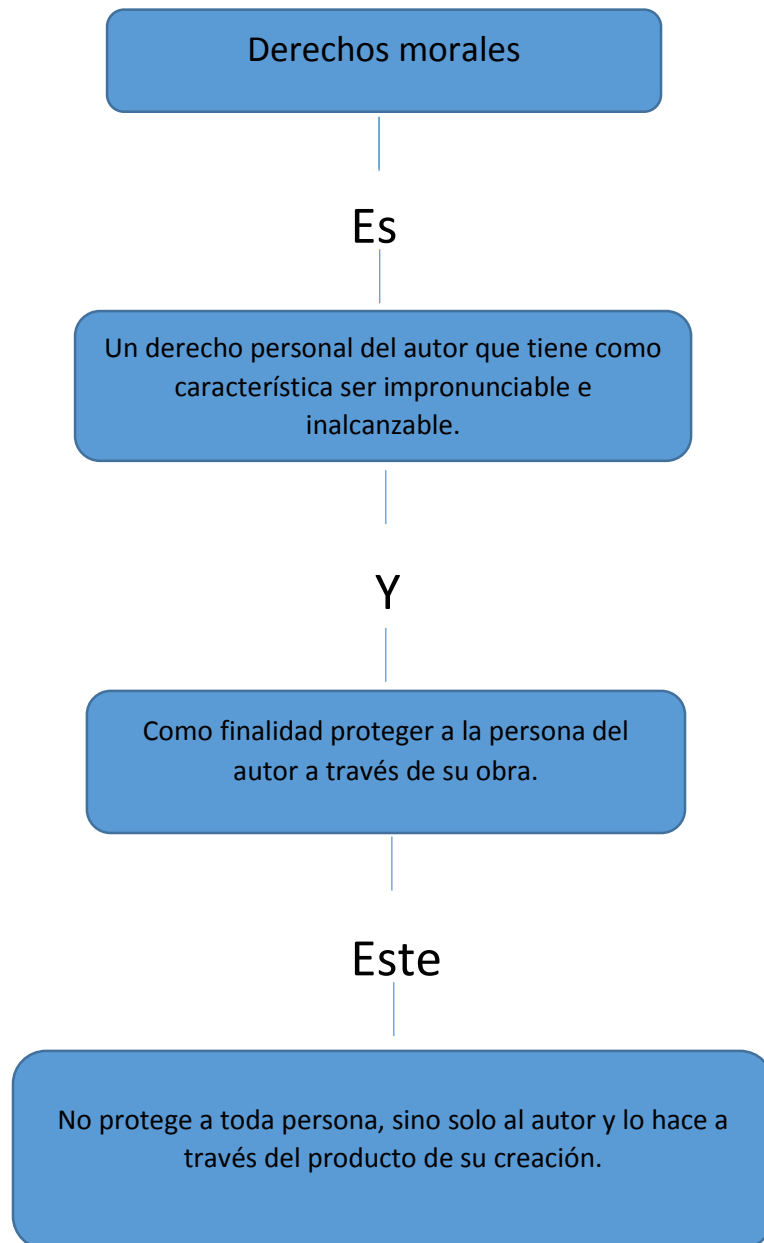 Derechos morales
Es
Un derecho personal del autor que tiene como
característica ser impronunciable e
inalcanzable.
Y
Como finalidad proteger a la persona del
autor a través de su obra.
Este
No protege a toda persona, sino solo al autor y lo hace a
través del producto de su creación.